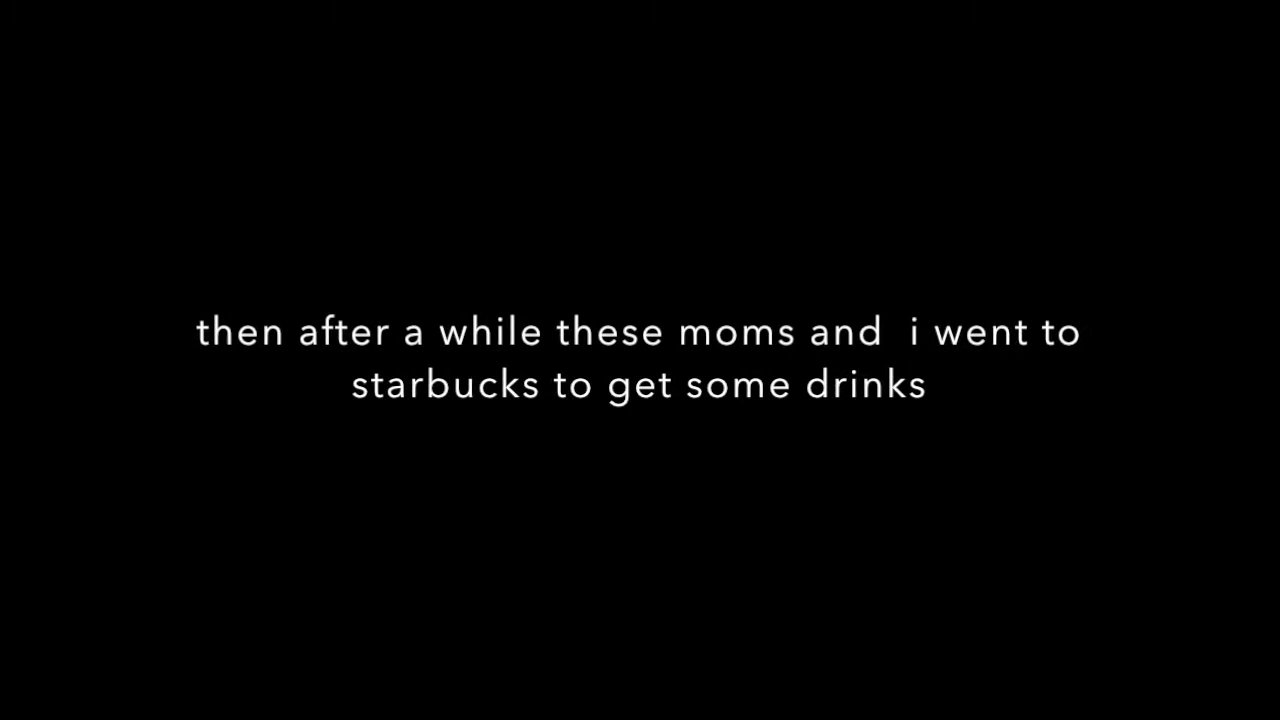 then after a while these moms and  i went to
starbucks to get some drinks